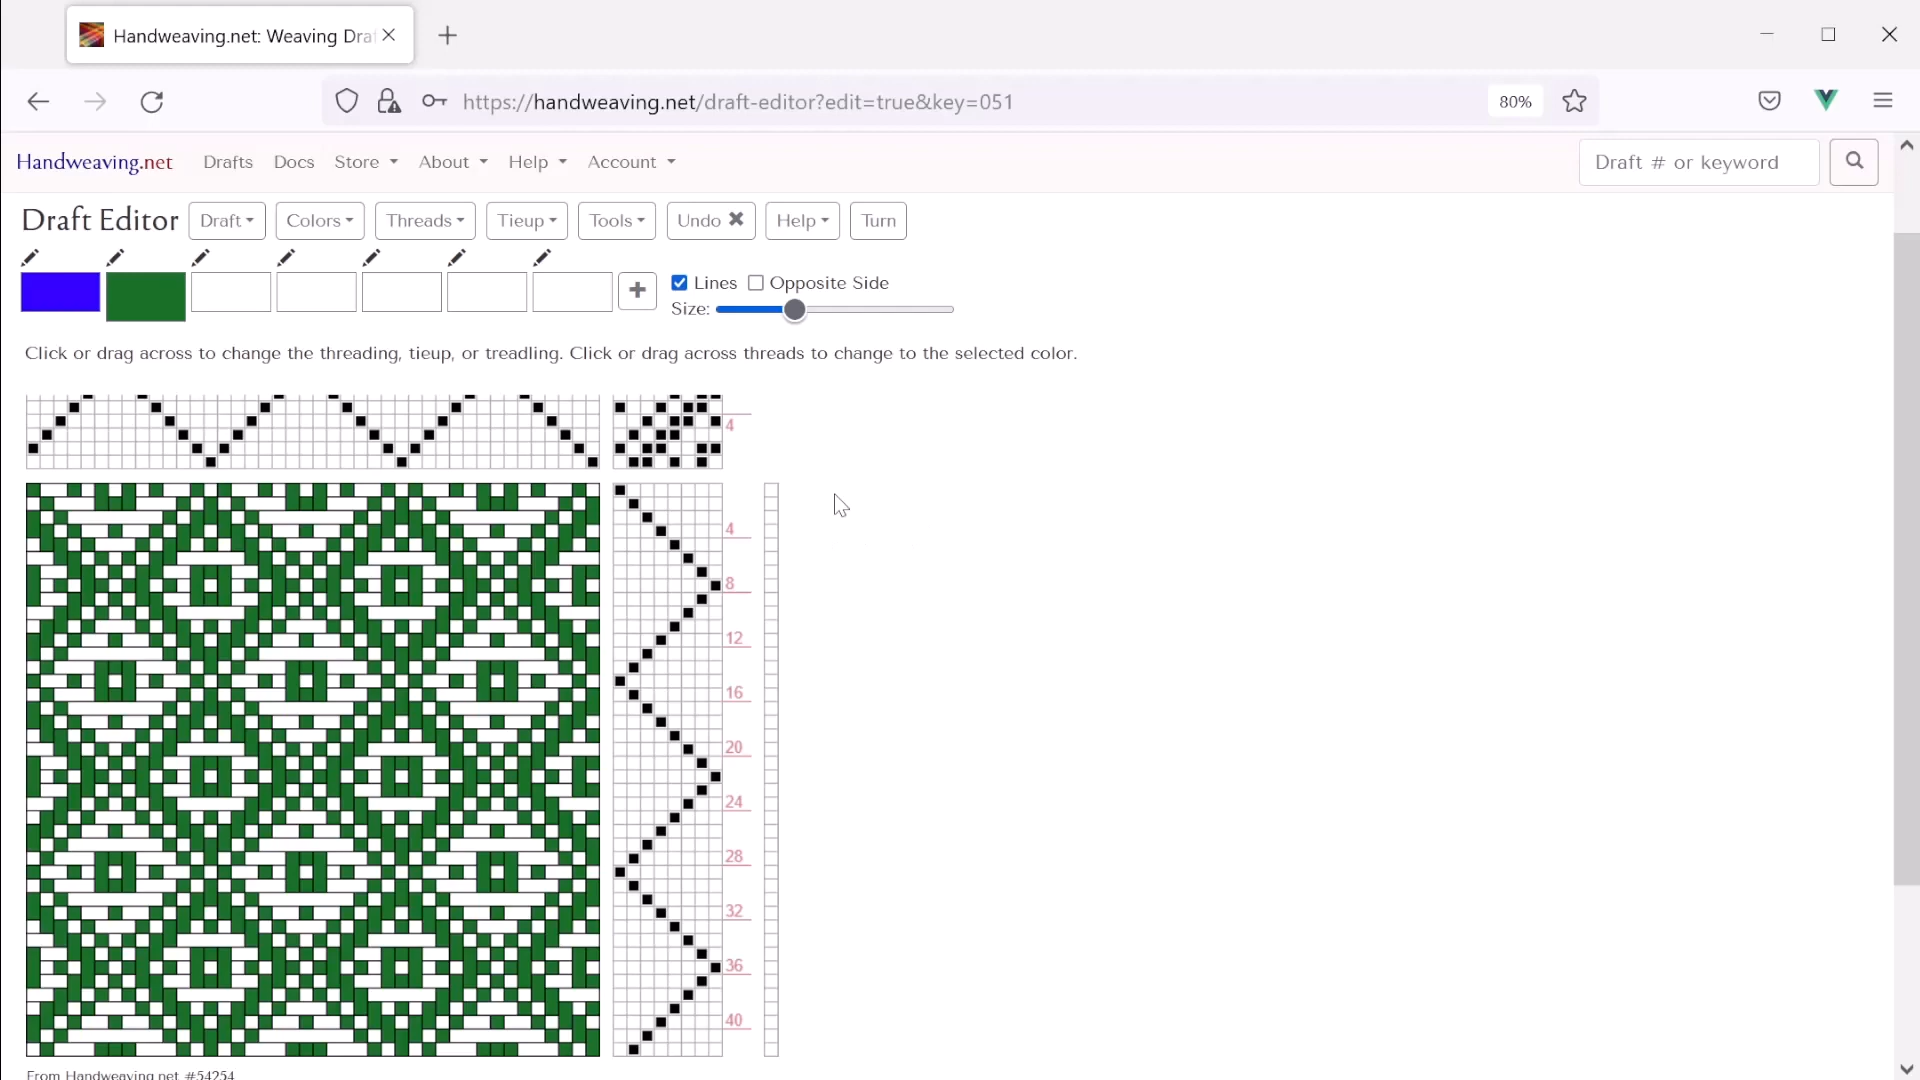 Handweaving.net: Weaving Dra
https://handweaving.net/draft-editor?edit=true&key=051
80%
Handweaving.net Drafts Docs Store About Help Account
Draft # or keyword
Draft Editor Draft Colors Threads Tieup Tools Undo Help Turn
Lines Opposite Side
Size:
Click or drag across to change the threading, tieup, or treadling. Click or drag across threads to change to the selected color.
4
4
8
12
16
20
24
28
32
36
40
From Handweaving.net #54254